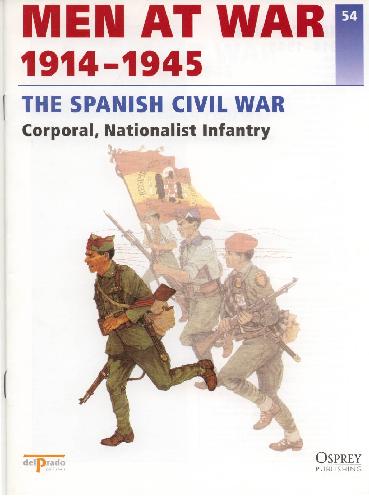 MEN AT WAR
54
1914–1945
THE SPANISH CIVIL WAR
Corporal, Nationalist Infantry
delPrado
OSPREY
PUBLISHING